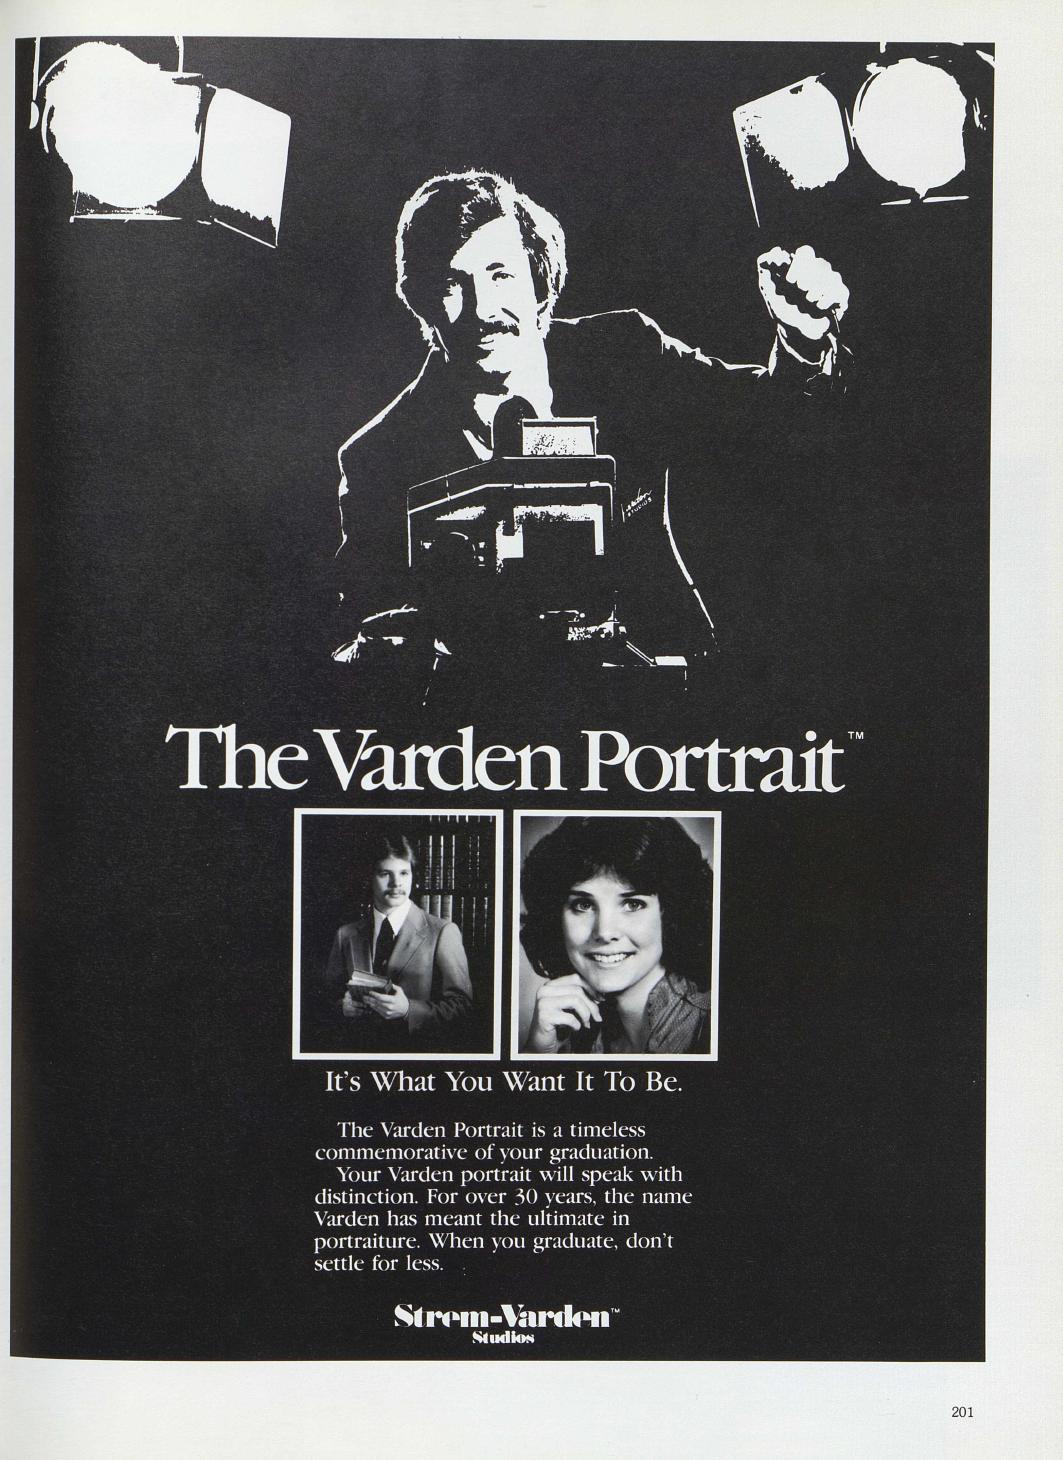 Varden
STUDIOS
The Varden Portrait™
It's What You Want It To Be.
The Varden Portrait is a timeless
commemorative of your graduation.
Your Varden portrait will speak with
distinction. For over 30 years, the name
Varden has meant the ultimate in
portraiture. When you graduate, don't
settle for less.
Strem-Varden™
Studios
201